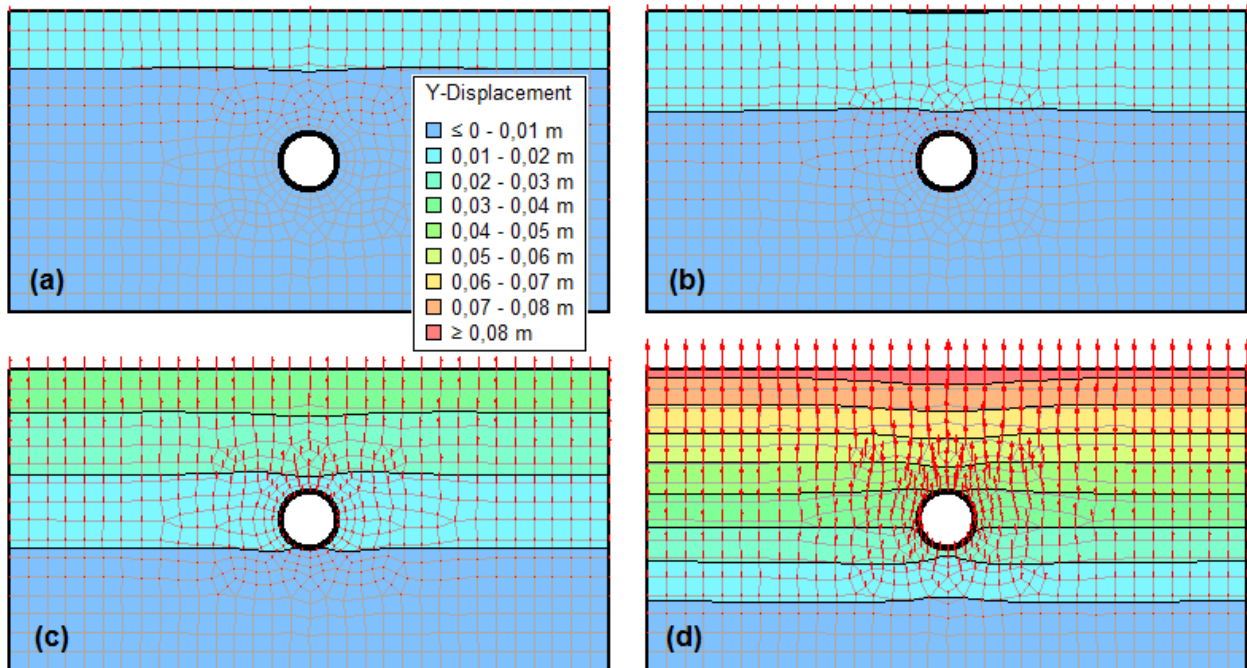 Y-Displacement
≤ 0 - 0,01 m
0,01 - 0,02 m
0,02 - 0,03 m
0,03 - 0,04 m
0,04 - 0,05 m
0,05 - 0,06 m
0,06 - 0,07 m
0,07 - 0,08 m
≥ 0,08 m
(a)
(b)
(c)
(d)